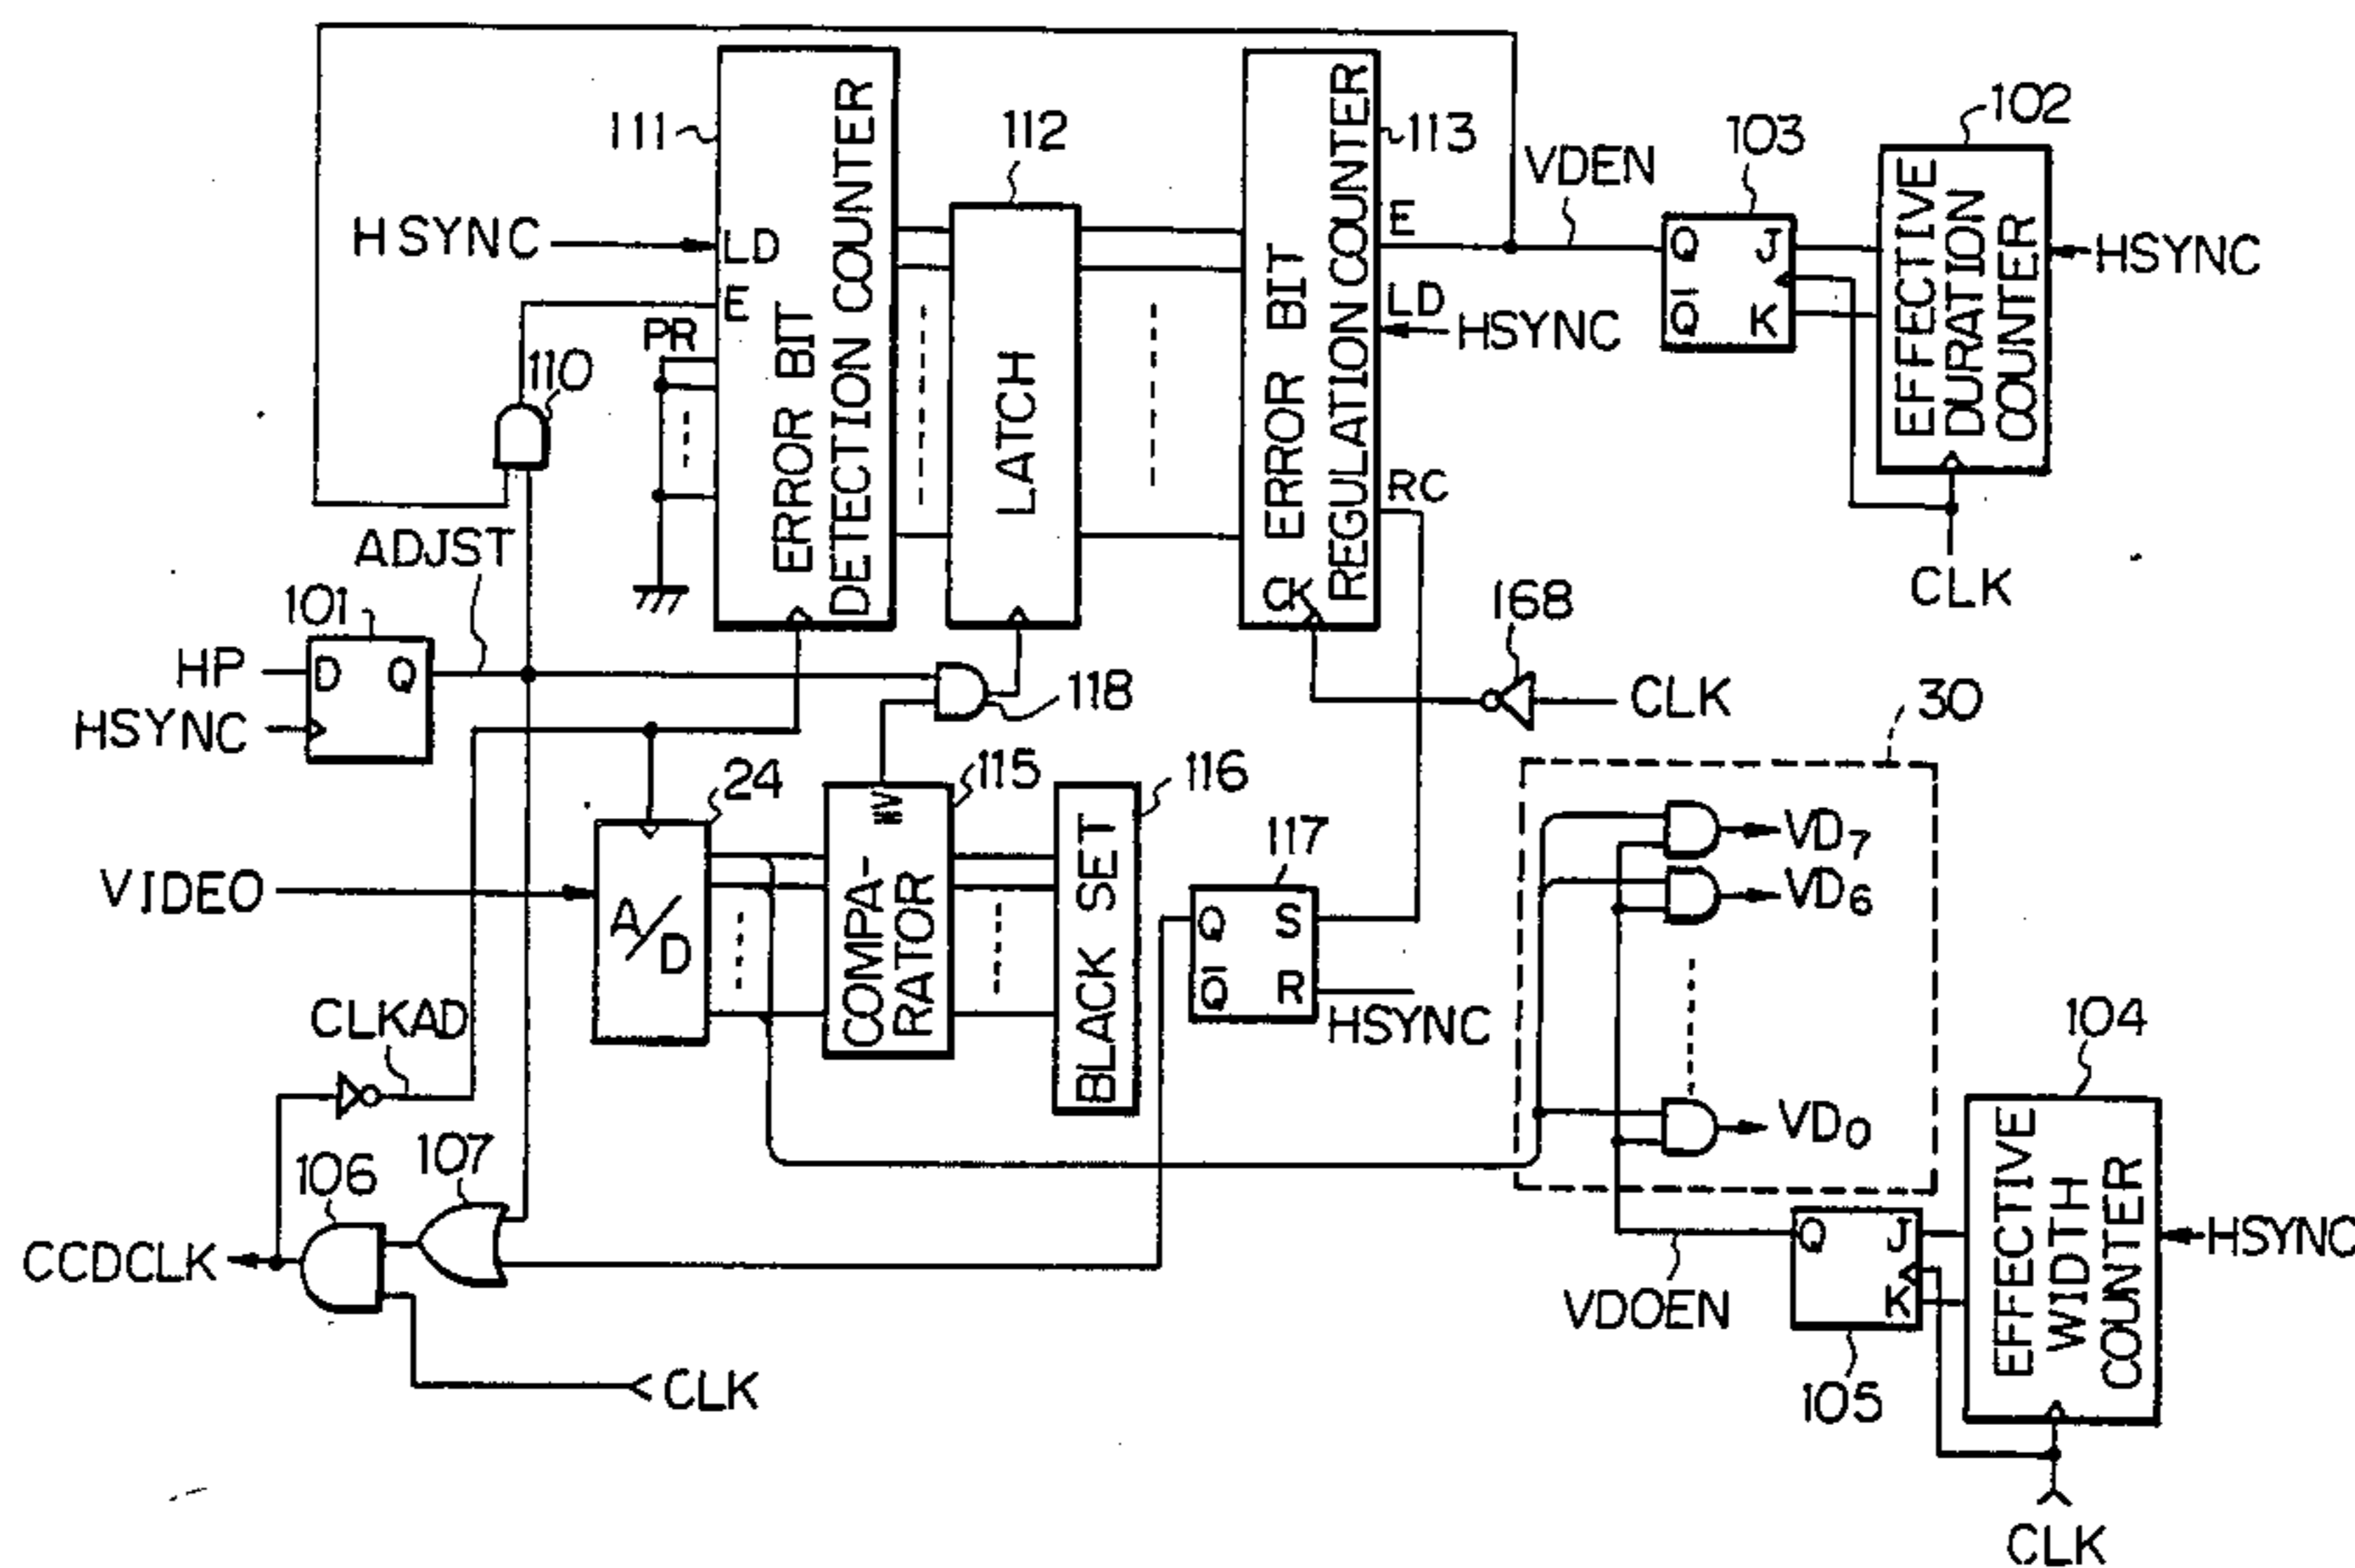 111
ERROR BIT
DETECTION COUNTER
HSYNC
LD
E
PR
110
112
LATCH
113
ERROR BIT
REGULATION COUNTER
E
LD
HSYNC
RC
CK
VDEN
103
Q J
Q̅ K
102
EFFECTIVE
DURATION
COUNTER
HSYNC
CLK
ADJST
101
HP
D Q
HSYNC
118
168
CLK
30
24
VIDEO
A/D
115
COMPA-
RATOR
116
BLACK SET
117
Q S
Q̅ R
HSYNC
VD7
VD6
VD0
CLKAD
106
107
CCDCLK
CLK
VDOEN
Q J
K
105
104
EFFECTIVE
WIDTH
COUNTER
HSYNC
CLK